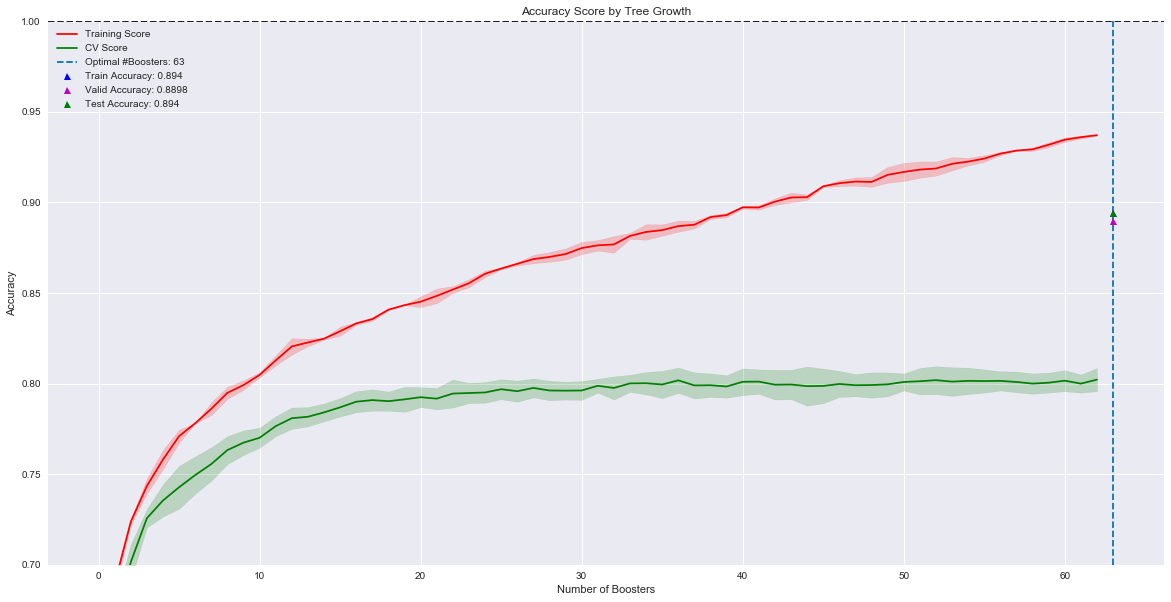 Accuracy Score by Tree Growth
1.00
0.95
0.90
0.85
0.80
0.75
0.70
Accuracy
Training Score
CV Score
Optimal #Boosters: 63
Train Accuracy: 0.894
Valid Accuracy: 0.8898
Test Accuracy: 0.894
0 10 20 30 40 50 60
Number of Boosters